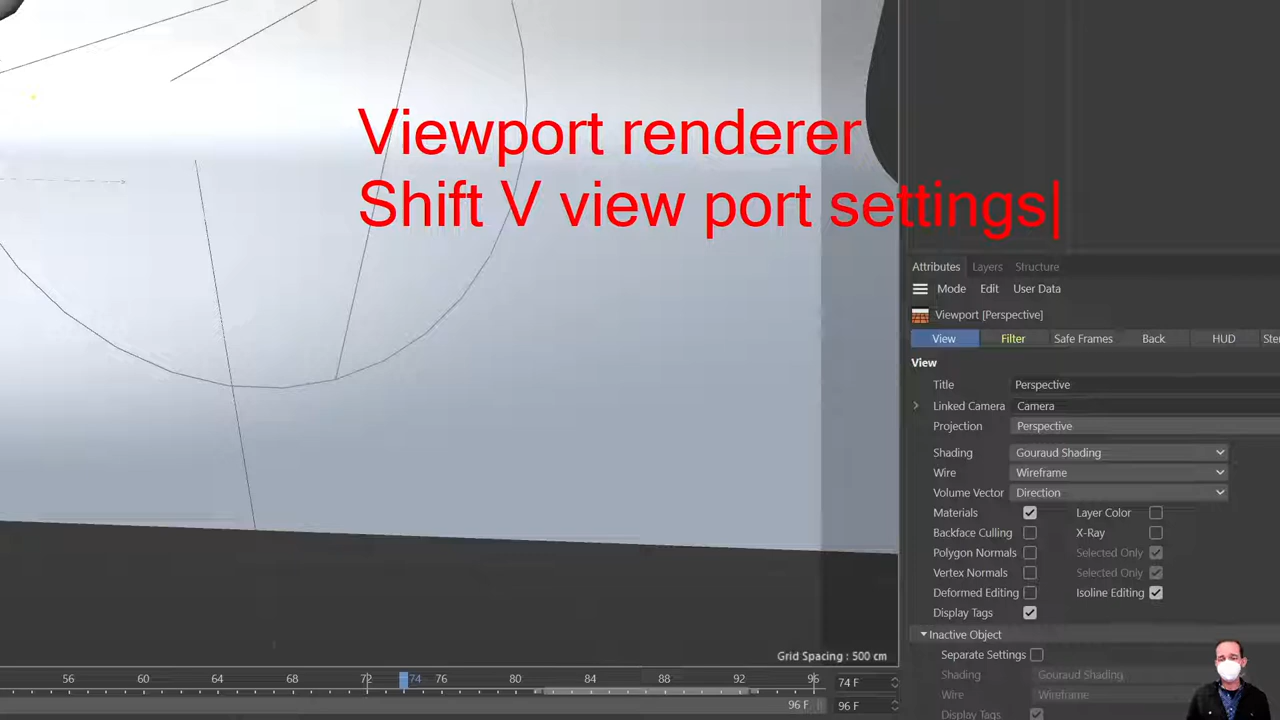 Viewport renderer
Shift V view port settings
Attributes Layers Structure
Mode Edit User Data
Viewport [Perspective]
View Filter Safe Frames Back HUD Ste
View
Title Perspective
Linked Camera Camera
Projection Perspective
Shading Gouraud Shading
Wire Wireframe
Volume Vector Direction
Materials Layer Color
Backface Culling X-Ray
Polygon Normals Selected Only
Vertex Normals Selected Only
Deformed Editing Isoline Editing
Display Tags
Inactive Object
Separate Settings
Shading Gouraud Shading
Wire Wireframe
Display Tags
Grid Spacing : 500 cm
56 60 64 68 72 74 76 80 84 88 92 96 74 F
96 F 96 F